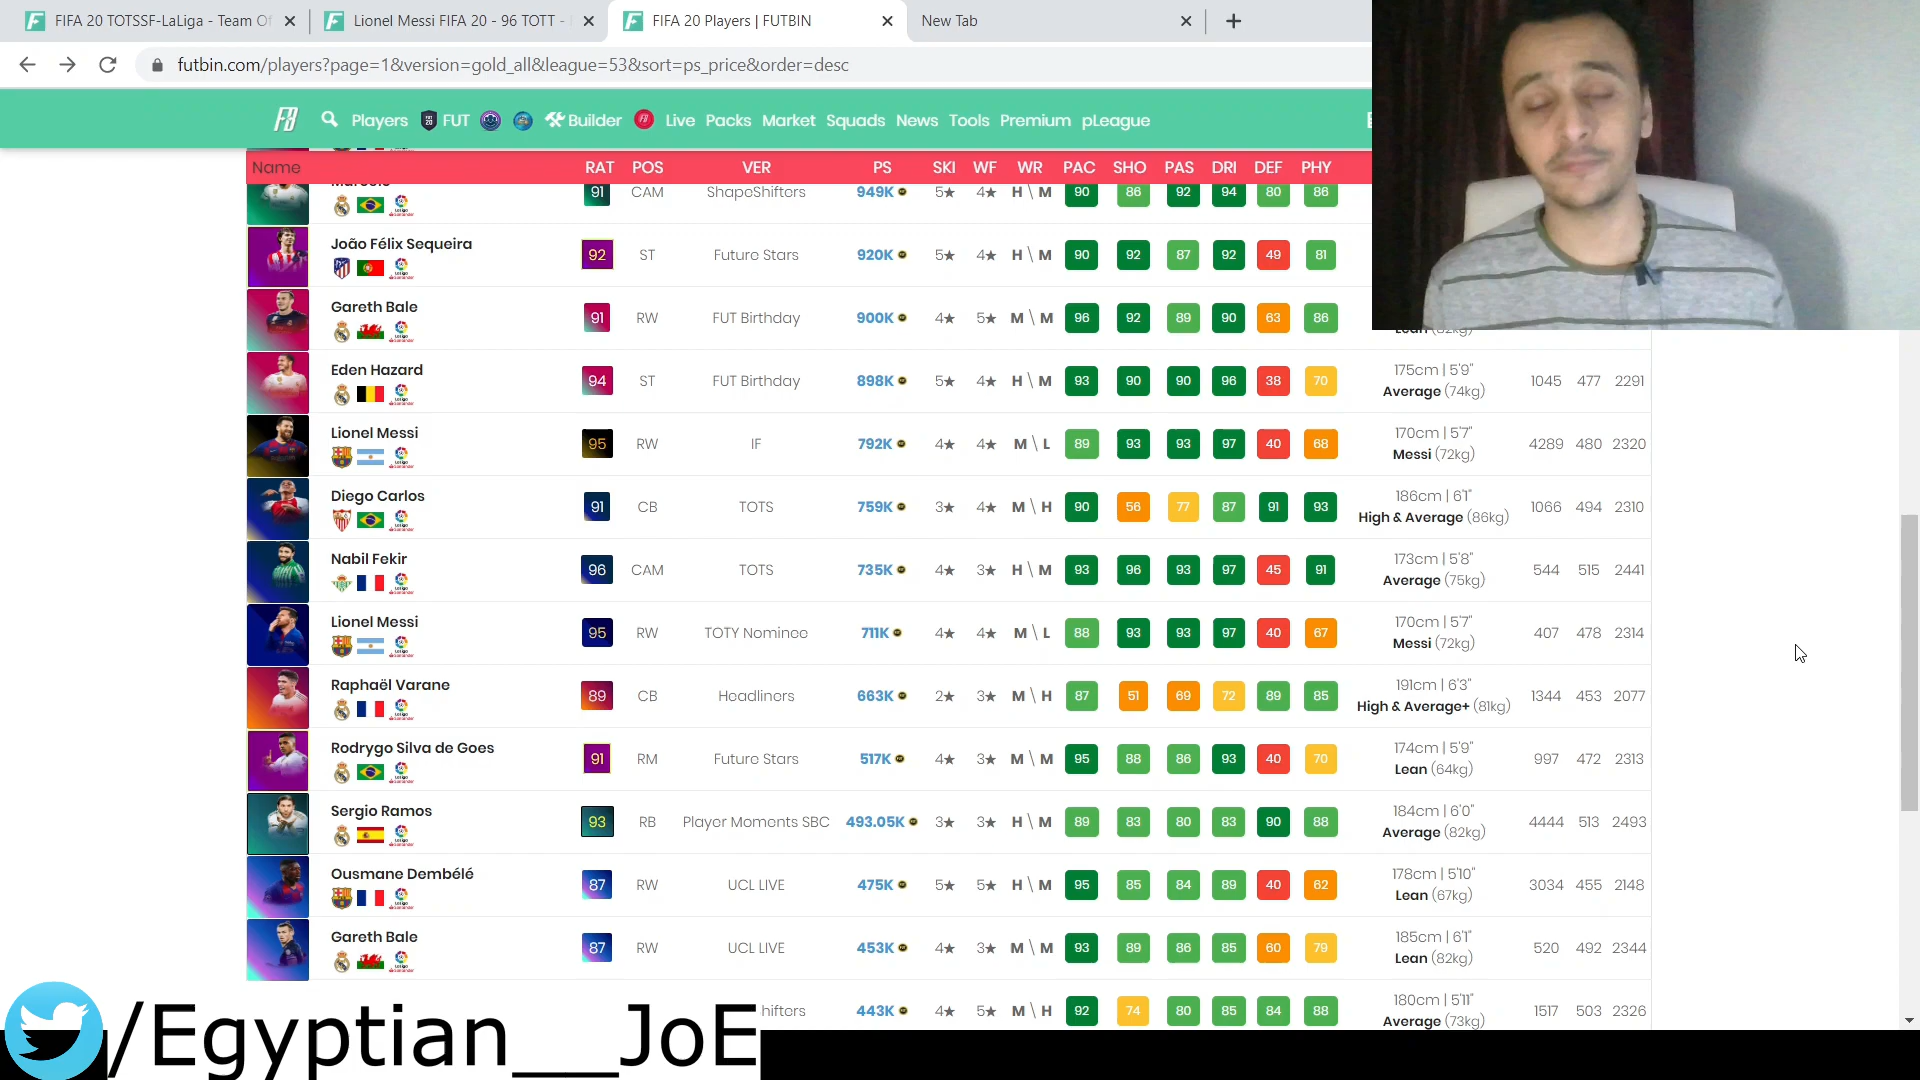 FIFA 20 TOTSSF-LaLiga - Team Of
Lionel Messi FIFA 20 - 96 TOTT -
FIFA 20 Players | FUTBIN
New Tab
futbin.com/players?page=1&version=gold_all&league=53&sort=ps_price&order=desc
Players FUT Builder Live Packs Market Squads News Tools Premium pLeague
Name RAT POS VER PS SKI WF WR PAC SHO PAS DRI DEF PHY
Marcelo 91 CAM ShapeShifters 949K 5★ 4★ H \ M 90 86 92 94 80 86
João Félix Sequeira 92 ST Future Stars 920K 5★ 4★ H \ M 90 92 87 92 49 81
Gareth Bale 91 RW FUT Birthday 900K 4★ 5★ M \ M 96 92 89 90 63 86
Lean (82kg)
Eden Hazard 94 ST FUT Birthday 898K 5★ 4★ H \ M 93 90 90 96 38 70 175cm | 5'9" 1045 477 2291
Average (74kg)
Lionel Messi 95 RW IF 792K 4★ 4★ M \ L 89 93 93 97 40 68 170cm | 5'7" 4289 480 2320
Messi (72kg)
Diego Carlos 91 CB TOTS 759K 3★ 4★ M \ H 90 56 77 87 91 93 186cm | 6'1" 1066 494 2310
High & Average (86kg)
Nabil Fekir 96 CAM TOTS 735K 4★ 3★ H \ M 93 96 93 97 45 91 173cm | 5'8" 544 515 2441
Average (75kg)
Lionel Messi 95 RW TOTY Nominee 711K 4★ 4★ M \ L 88 93 93 97 40 67 170cm | 5'7" 407 478 2314
Messi (72kg)
Raphaël Varane 89 CB Headliners 663K 2★ 3★ M \ H 87 51 69 72 89 85 191cm | 6'3" 1344 453 2077
High & Average+ (81kg)
Rodrygo Silva de Goes 91 RM Future Stars 517K 4★ 3★ M \ M 95 88 86 93 40 70 174cm | 5'9" 997 472 2313
Lean (64kg)
Sergio Ramos 93 RB Player Moments SBC 493.05K 3★ 3★ H \ M 89 83 80 83 90 88 184cm | 6'0" 4444 513 2493
Average (82kg)
Ousmane Dembélé 87 RW UCL LIVE 475K 5★ 5★ H \ M 95 85 84 89 40 62 178cm | 5'10" 3034 455 2148
Lean (67kg)
Gareth Bale 87 RW UCL LIVE 453K 4★ 3★ M \ M 93 89 86 85 60 79 185cm | 6'1" 520 492 2344
Lean (82kg)
hifters 443K 4★ 5★ M \ H 92 74 80 85 84 88 180cm | 5'11" 1517 503 2326
Average (73kg)
/Egyptian__JoE